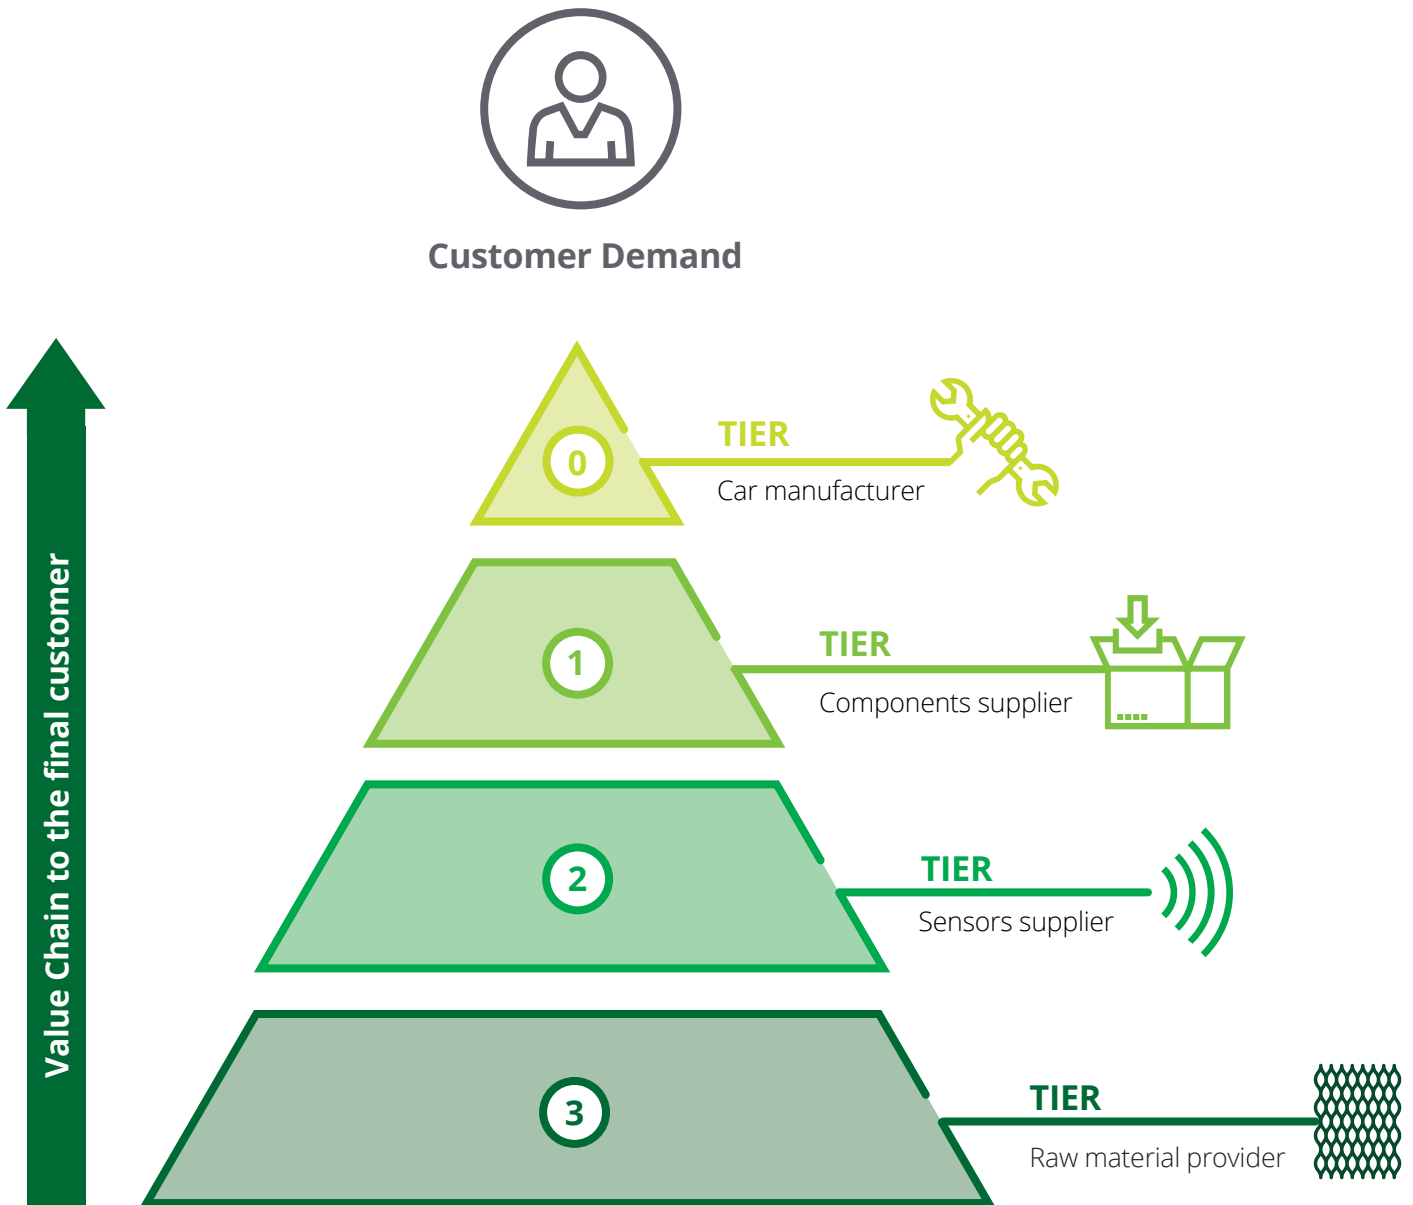 Customer Demand
Value Chain to the final customer
0
TIER
Car manufacturer
1
TIER
Components supplier
2
TIER
Sensors supplier
3
TIER
Raw material provider